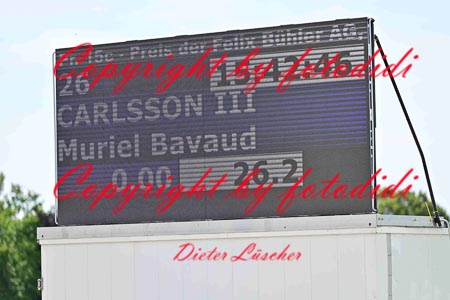 Preis der Felix Bühler AG.
26
CARLSSON III
Muriel Bavaud
0.00 26.2
Copyright by fotodidi
Copyright by fotodidi
Dieter Lüscher